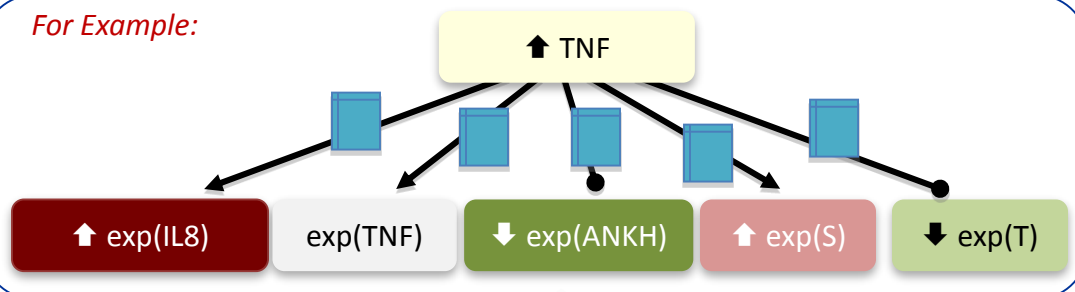 For Example:
⬆ TNF
⬆ exp(IL8)
exp(TNF)
⬇ exp(ANKH)
⬆ exp(S)
⬇ exp(T)